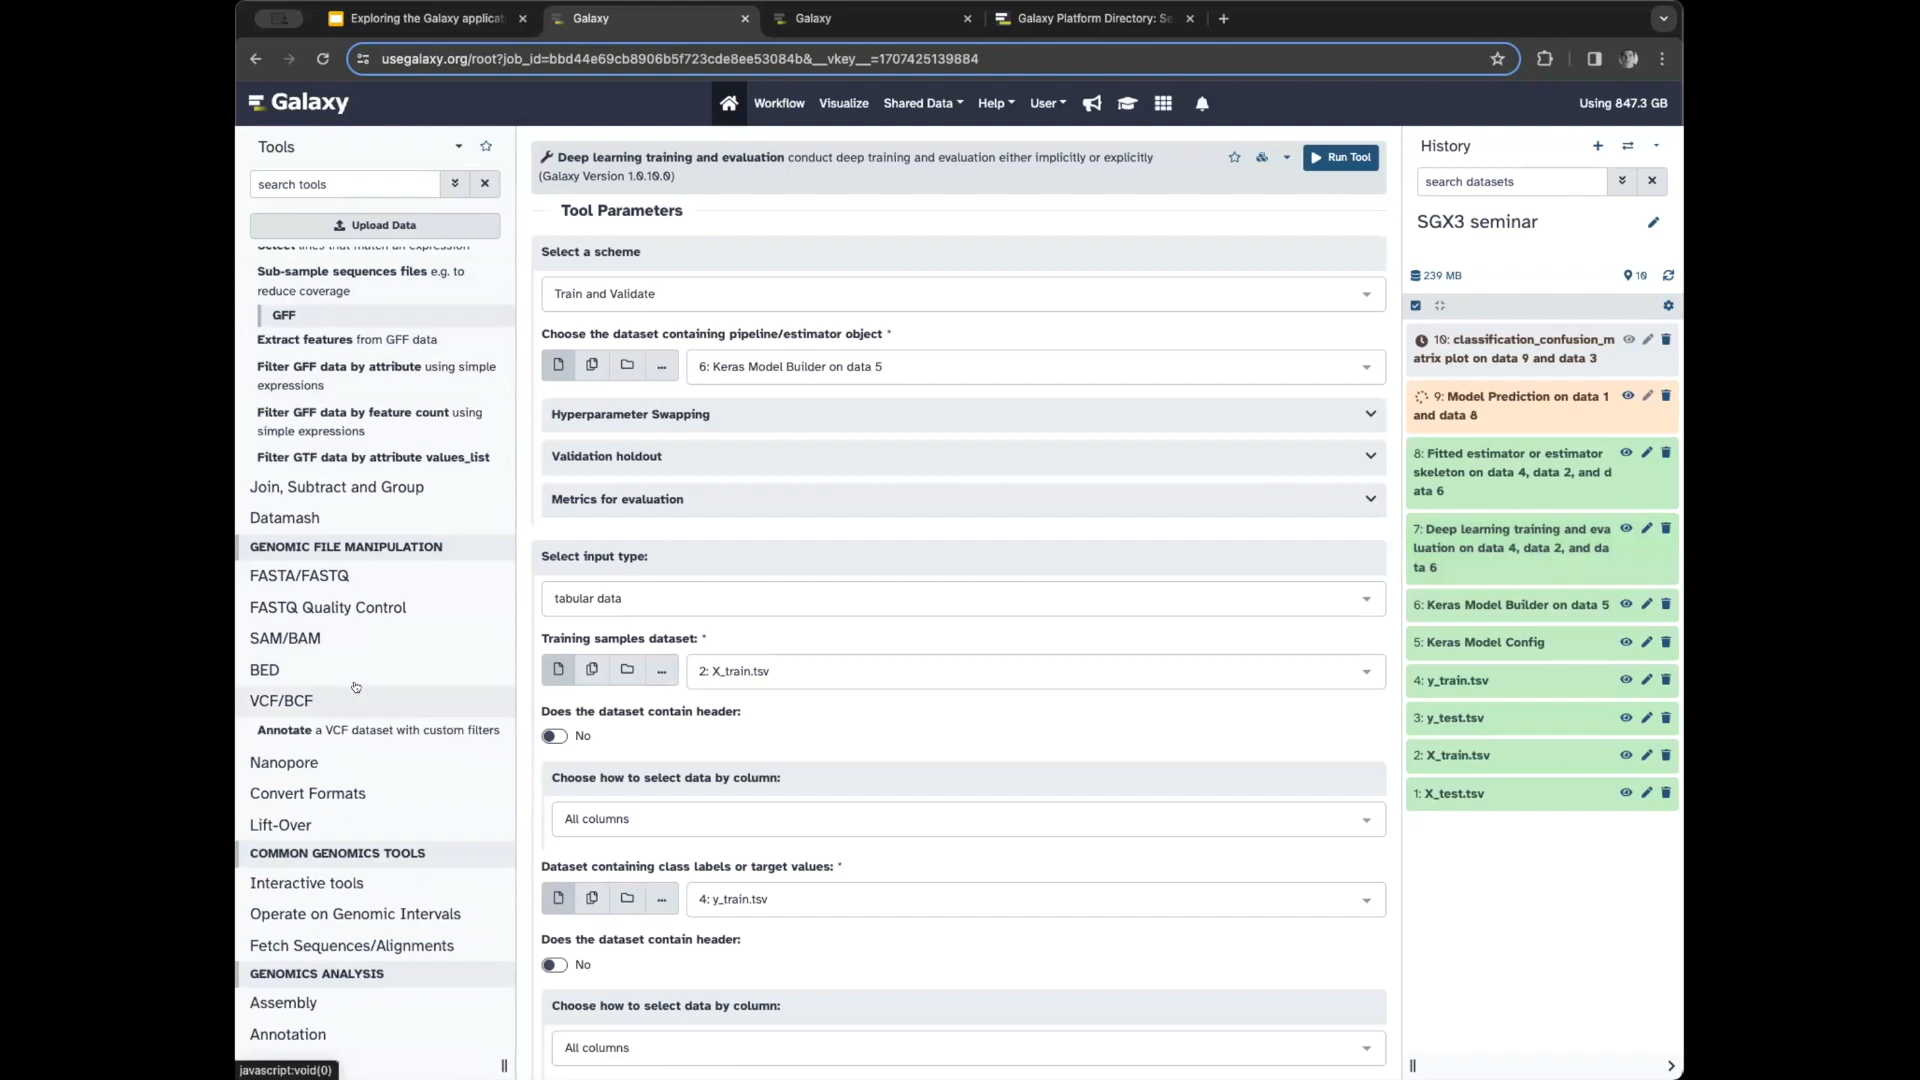 Exploring the Galaxy applicat
Galaxy
Galaxy
Galaxy Platform Directory: Se
usegalaxy.org/root?job_id=bbd44e69cb8906b5f723cde8ee53084b&__vkey__=1707425139884
Galaxy
Workflow
Visualize
Shared Data
Help
User
Using 847.3 GB
Tools
search tools
Upload Data
Select lines that match an expression
Sub-sample sequences files e.g. to
reduce coverage
GFF
Extract features from GFF data
Filter GFF data by attribute using simple
expressions
Filter GFF data by feature count using
simple expressions
Filter GTF data by attribute values_list
Join, Subtract and Group
Datamash
GENOMIC FILE MANIPULATION
FASTA/FASTQ
FASTQ Quality Control
SAM/BAM
BED
VCF/BCF
Annotate a VCF dataset with custom filters
Nanopore
Convert Formats
Lift-Over
COMMON GENOMICS TOOLS
Interactive tools
Operate on Genomic Intervals
Fetch Sequences/Alignments
GENOMICS ANALYSIS
Assembly
Annotation
javascript:void(0)
Deep learning training and evaluation conduct deep training and evaluation either implicitly or explicitly
(Galaxy Version 1.0.10.0)
Run Tool
Tool Parameters
Select a scheme
Train and Validate
Choose the dataset containing pipeline/estimator object *
6: Keras Model Builder on data 5
Hyperparameter Swapping
Validation holdout
Metrics for evaluation
Select input type:
tabular data
Training samples dataset: *
2: X_train.tsv
Does the dataset contain header:
No
Choose how to select data by column:
All columns
Dataset containing class labels or target values: *
4: y_train.tsv
Does the dataset contain header:
No
Choose how to select data by column:
All columns
History
search datasets
SGX3 seminar
239 MB
10
10: classification_confusion_m
atrix plot on data 9 and data 3
9: Model Prediction on data 1
and data 8
8: Fitted estimator or estimator
skeleton on data 4, data 2, and d
ata 6
7: Deep learning training and eva
luation on data 4, data 2, and da
ta 6
6: Keras Model Builder on data 5
5: Keras Model Config
4: y_train.tsv
3: y_test.tsv
2: X_train.tsv
1: X_test.tsv